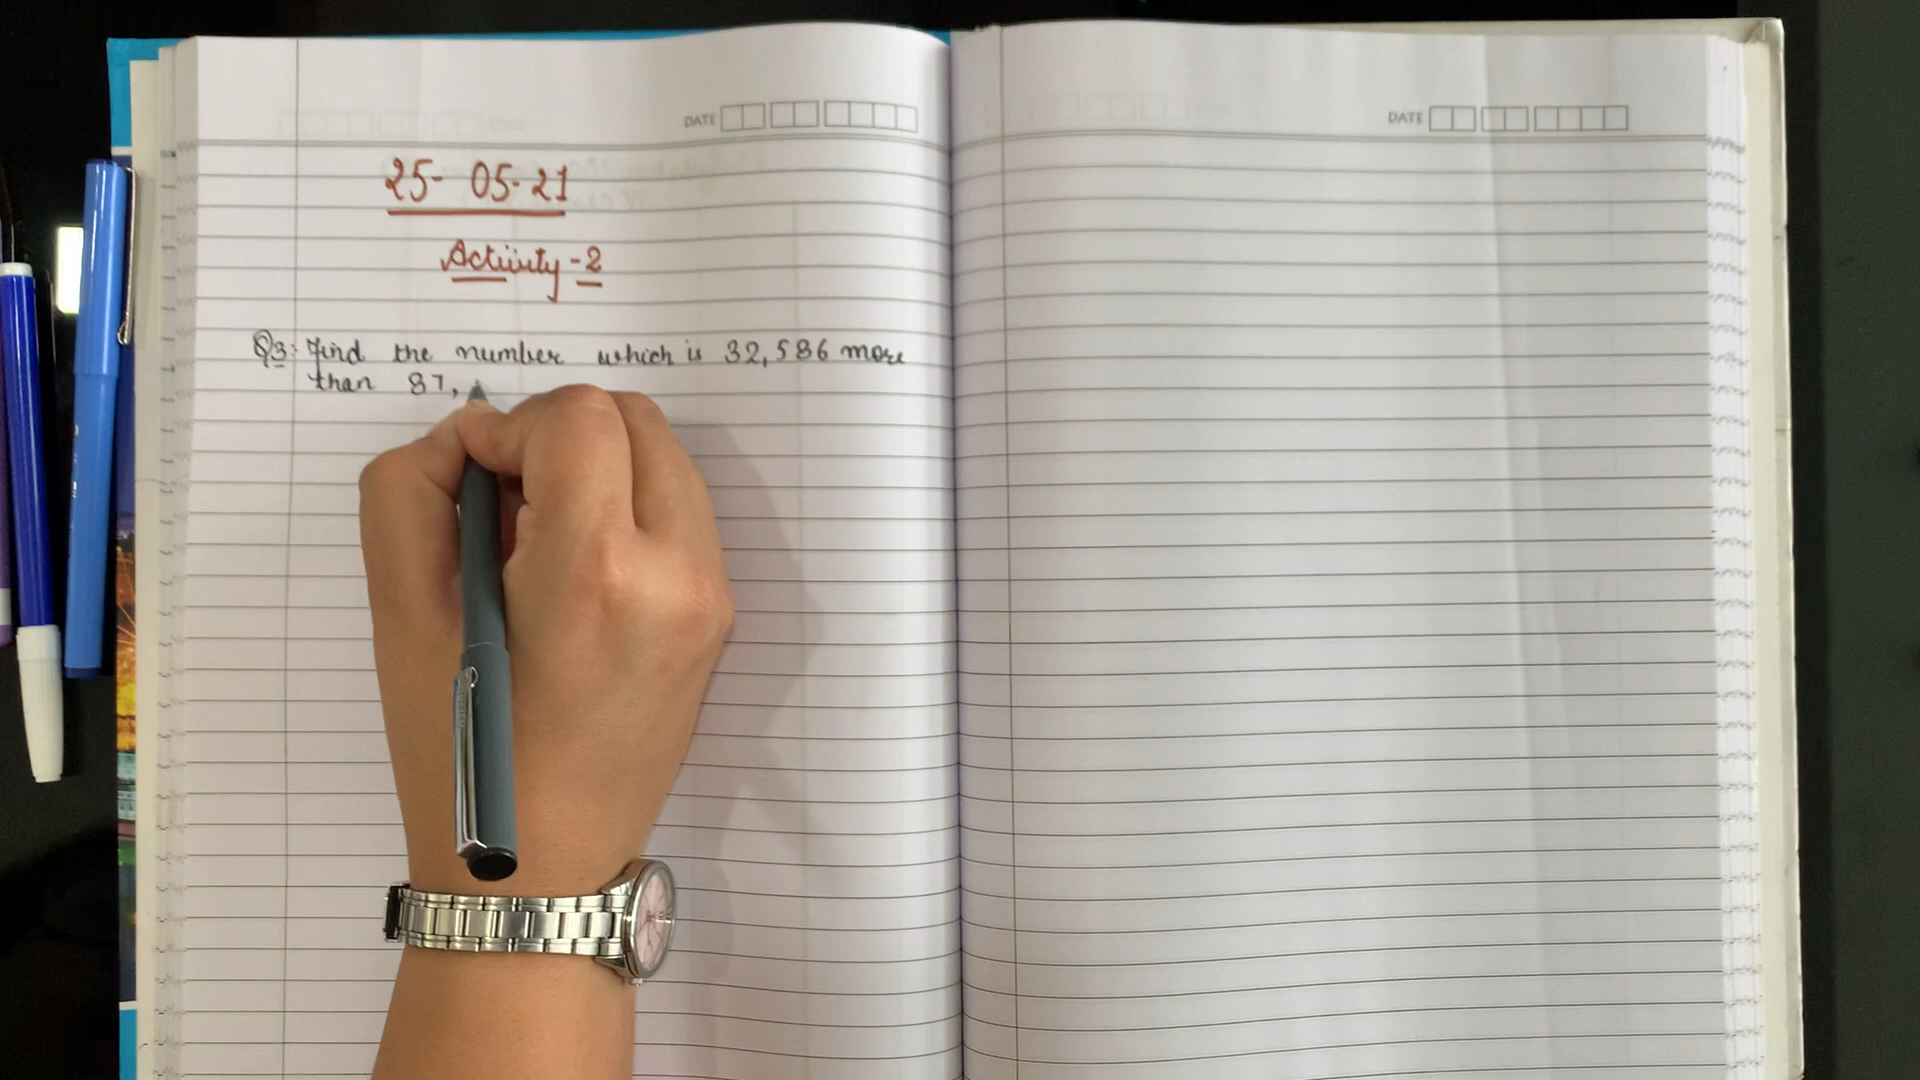 DATE
DATE
25- 05-21
Activity-2
Q3: Find the number which is 32,586 more
than 87,